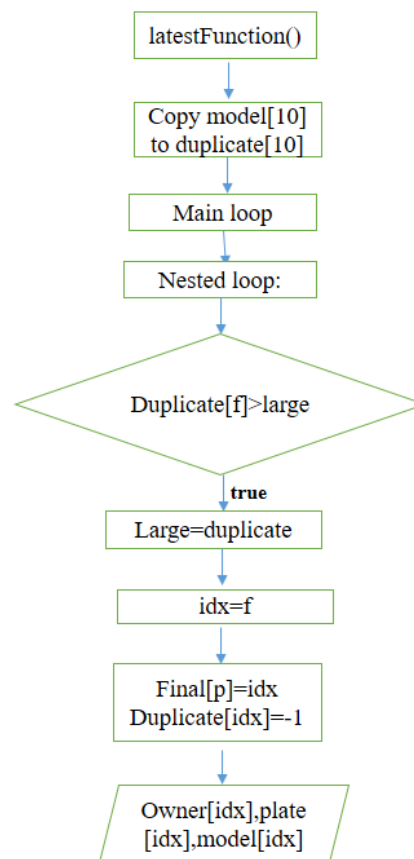 latestFunction()
Copy model[10]
to duplicate[10]
Main loop
Nested loop:
Duplicate[f]>large
true
Large=duplicate
idx=f
Final[p]=idx
Duplicate[idx]=-1
Owner[idx],plate
[idx],model[idx]